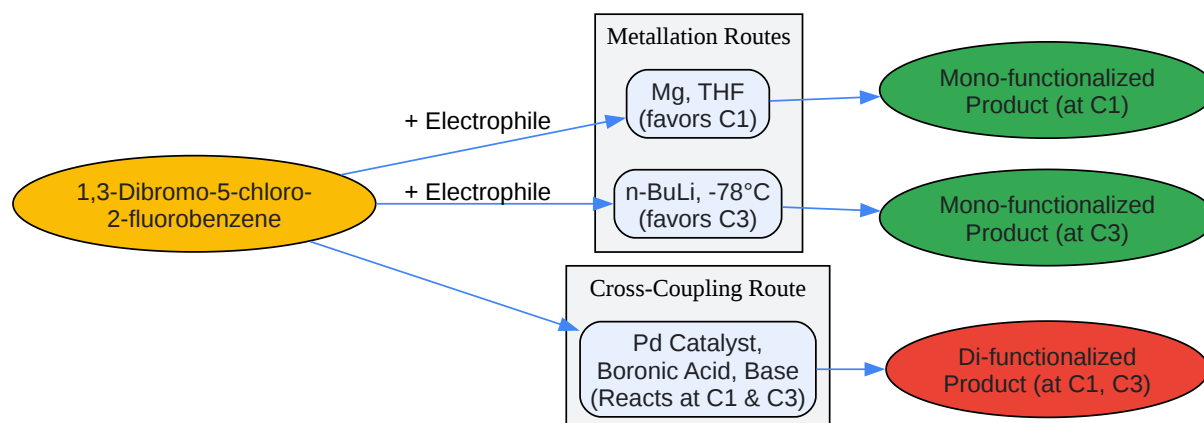 Metallation Routes
Mg, THF
(favors C1)
Mono-functionalized
Product (at C1)
+ Electrophile
1,3-Dibromo-5-chloro-
2-fluorobenzene
+ Electrophile
n-BuLi, -78°C
(favors C3)
Mono-functionalized
Product (at C3)
Cross-Coupling Route
Pd Catalyst,
Boronic Acid, Base
(Reacts at C1 & C3)
Di-functionalized
Product (at C1, C3)